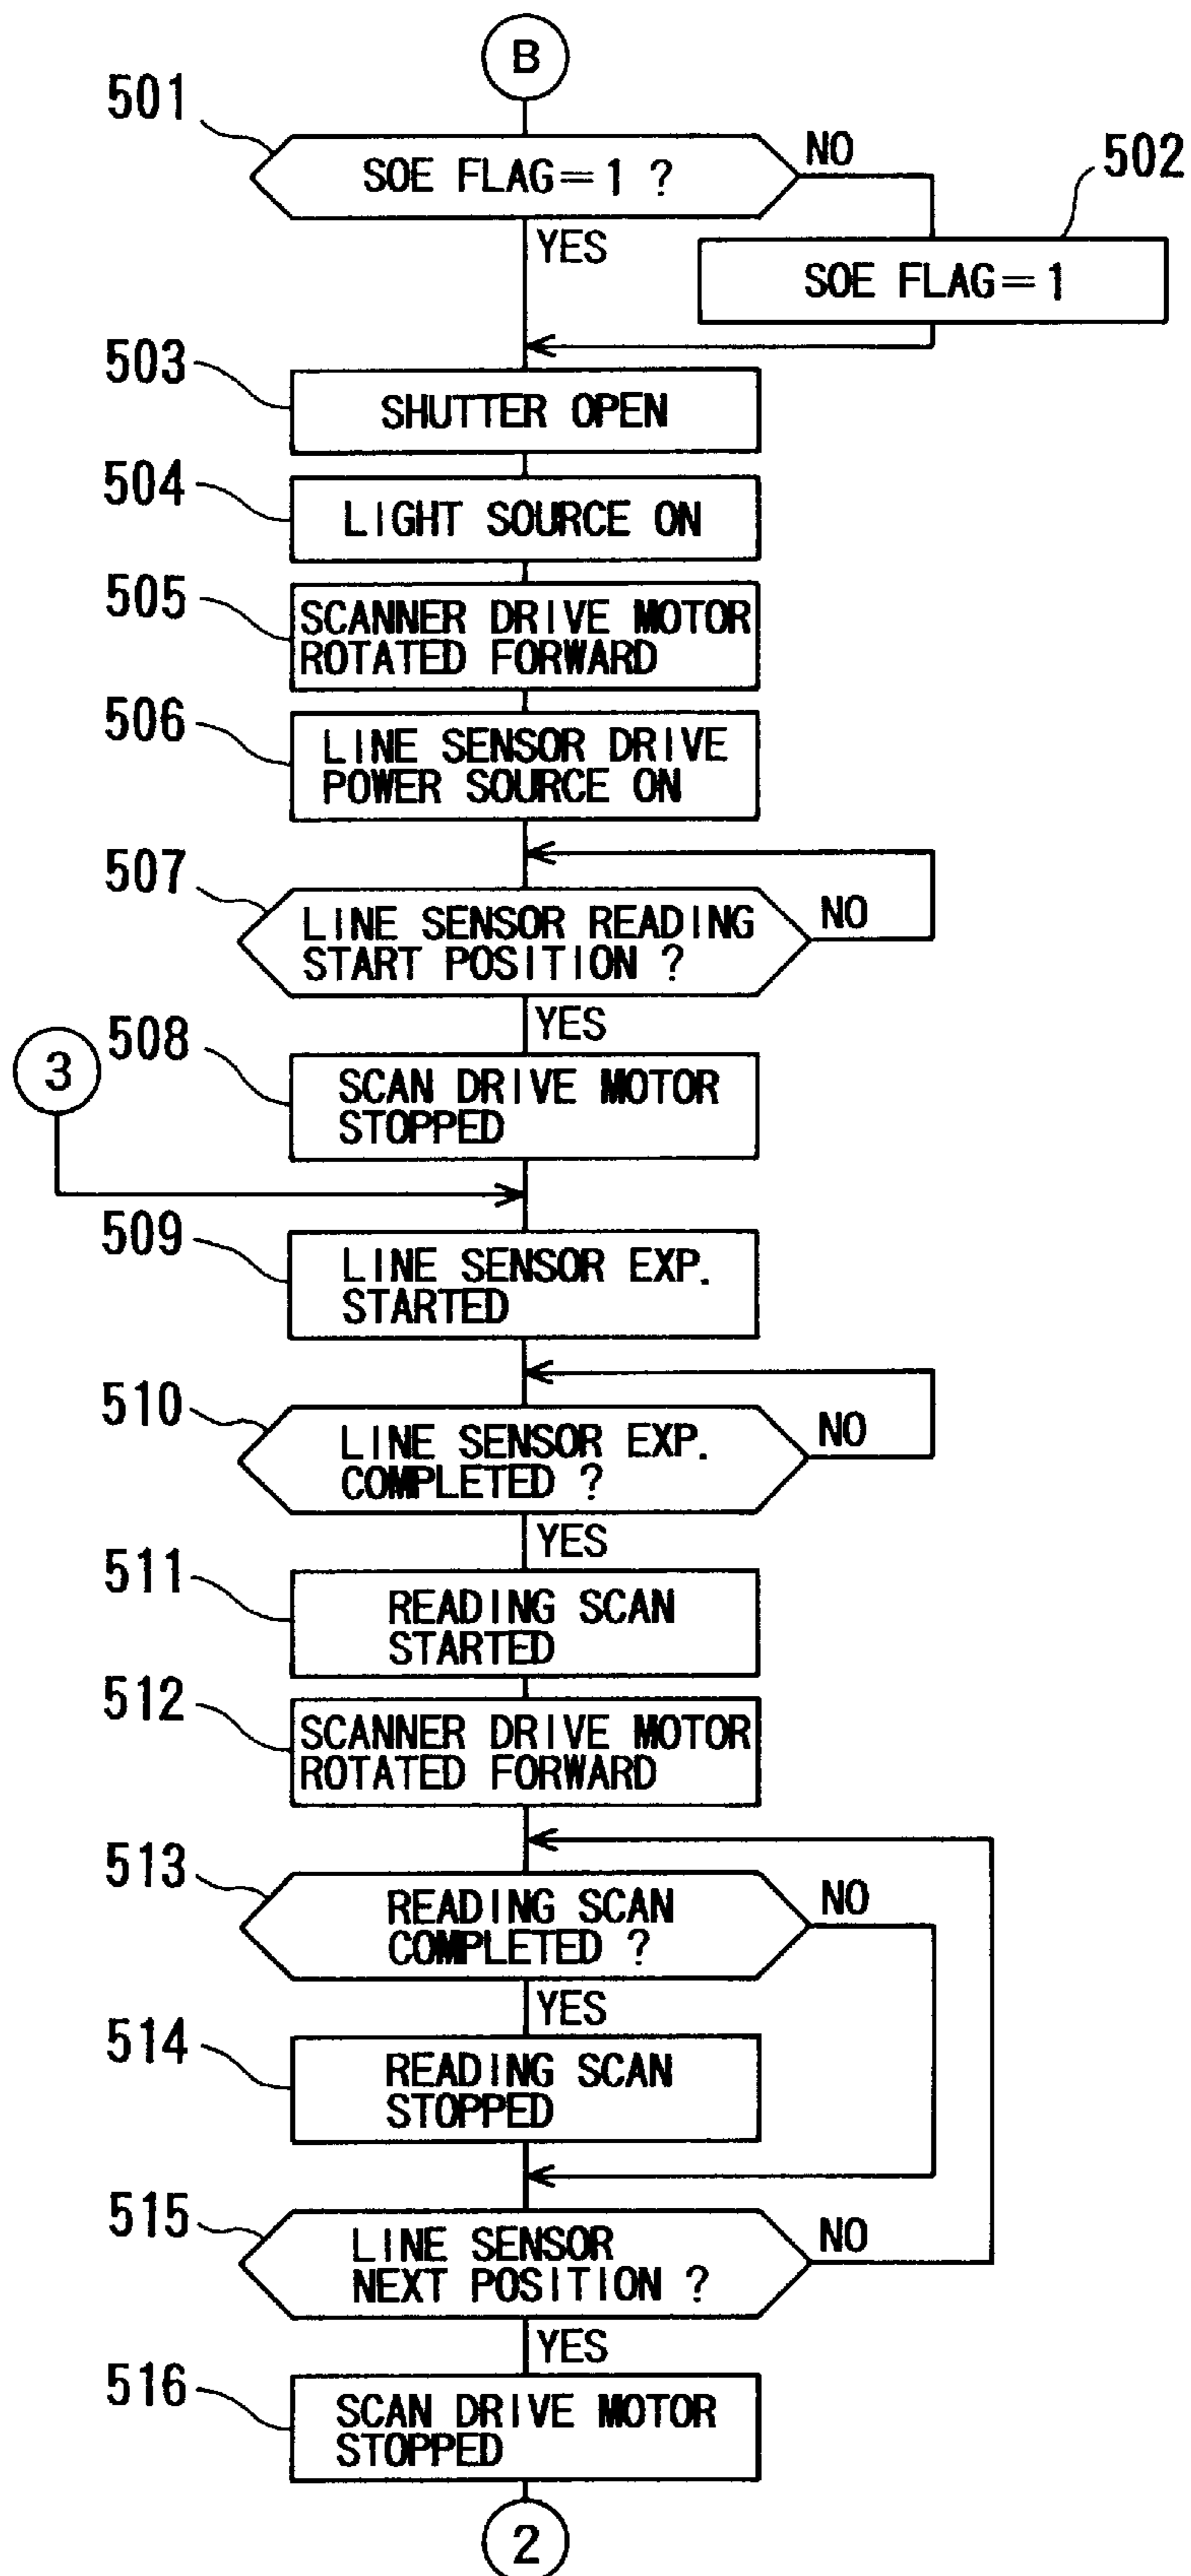 B
501
SOE FLAG=1 ?
NO
502
YES
SOE FLAG=1
503
SHUTTER OPEN
504
LIGHT SOURCE ON
505
SCANNER DRIVE MOTOR
ROTATED FORWARD
506
LINE SENSOR DRIVE
POWER SOURCE ON
507
LINE SENSOR READING
START POSITION ?
NO
YES
508
3
SCAN DRIVE MOTOR
STOPPED
509
LINE SENSOR EXP.
STARTED
510
LINE SENSOR EXP.
COMPLETED ?
NO
YES
511
READING SCAN
STARTED
512
SCANNER DRIVE MOTOR
ROTATED FORWARD
513
READING SCAN
COMPLETED ?
NO
YES
514
READING SCAN
STOPPED
515
LINE SENSOR
NEXT POSITION ?
NO
YES
516
SCAN DRIVE MOTOR
STOPPED
2